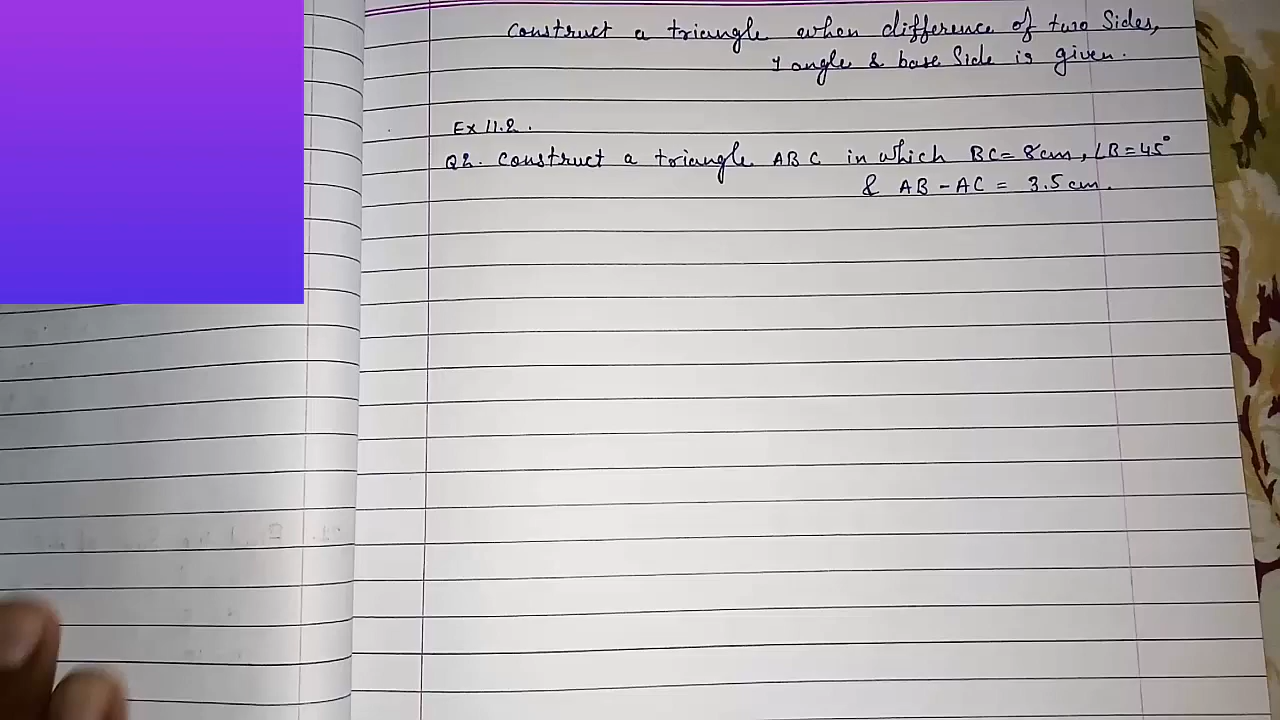 Construct a triangle when difference of two sides,
1 angle & base side is given.
Ex 11.2.
Q2. Construct a triangle ABC in which BC = 8cm, ∠B = 45°
& AB - AC = 3.5 cm.